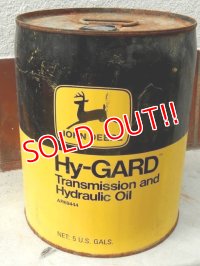 JOHN DEERE
SOLD OUT!!
Hy-GARD
Transmission and
Hydraulic Oil
NET. 5 U.S. GALS.